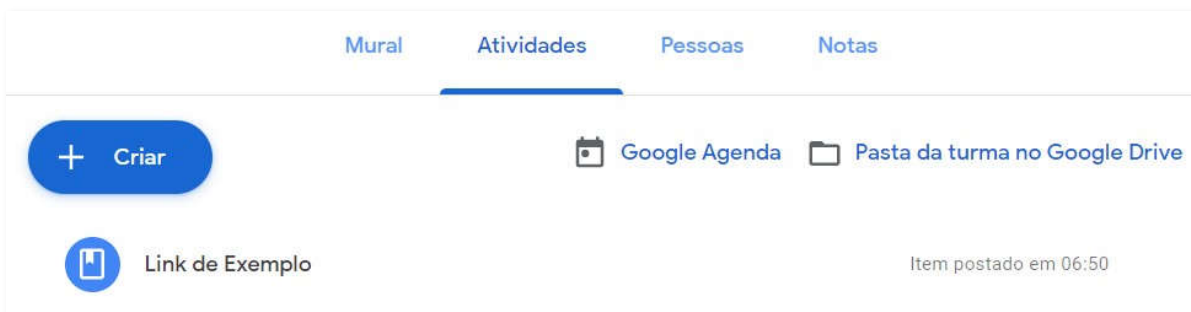 Mural Atividades Pessoas Notas
+ Criar Google Agenda Pasta da turma no Google Drive
Link de Exemplo Item postado em 06:50